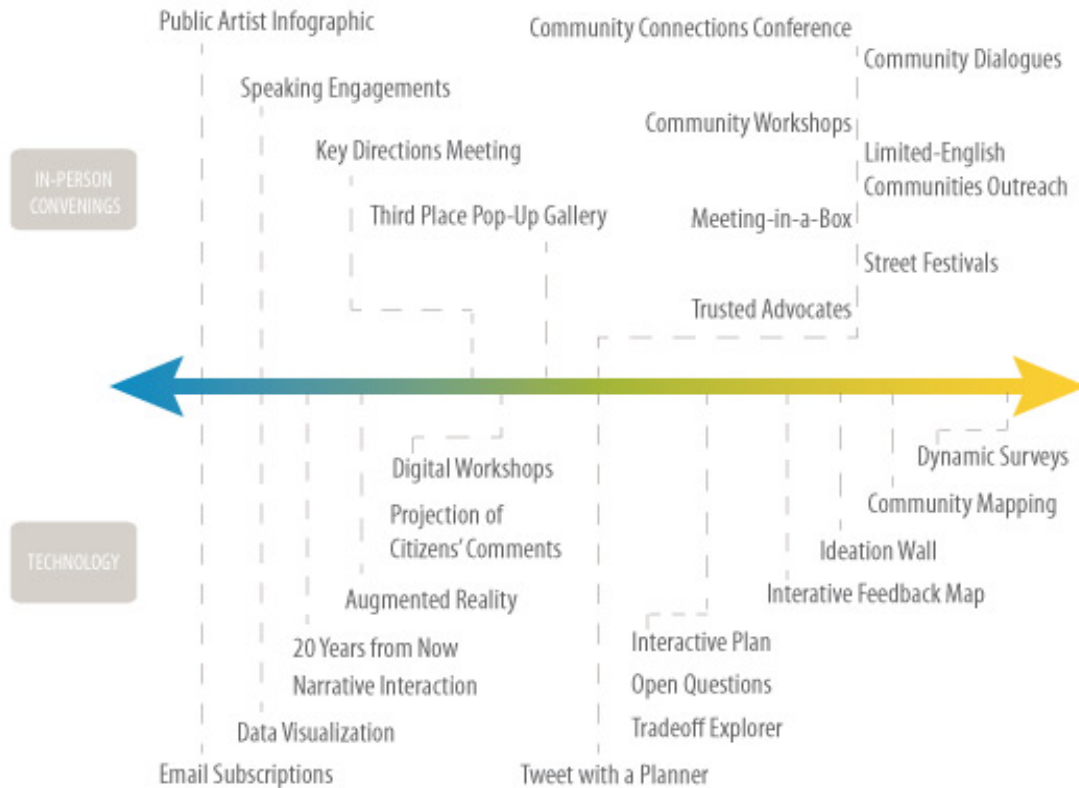 Public Artist Infographic
Community Connections Conference
Community Dialogues
Speaking Engagements
Community Workshops
Key Directions Meeting
Limited-English
Communities Outreach
IN-PERSON
CONVENINGS
Third Place Pop-Up Gallery
Meeting-in-a-Box
Street Festivals
Trusted Advocates
Digital Workshops
Dynamic Surveys
Projection of
Citizens' Comments
Community Mapping
TECHNOLOGY
Ideation Wall
Augmented Reality
Interative Feedback Map
20 Years from Now
Narrative Interaction
Interactive Plan
Open Questions
Data Visualization
Tradeoff Explorer
Email Subscriptions
Tweet with a Planner